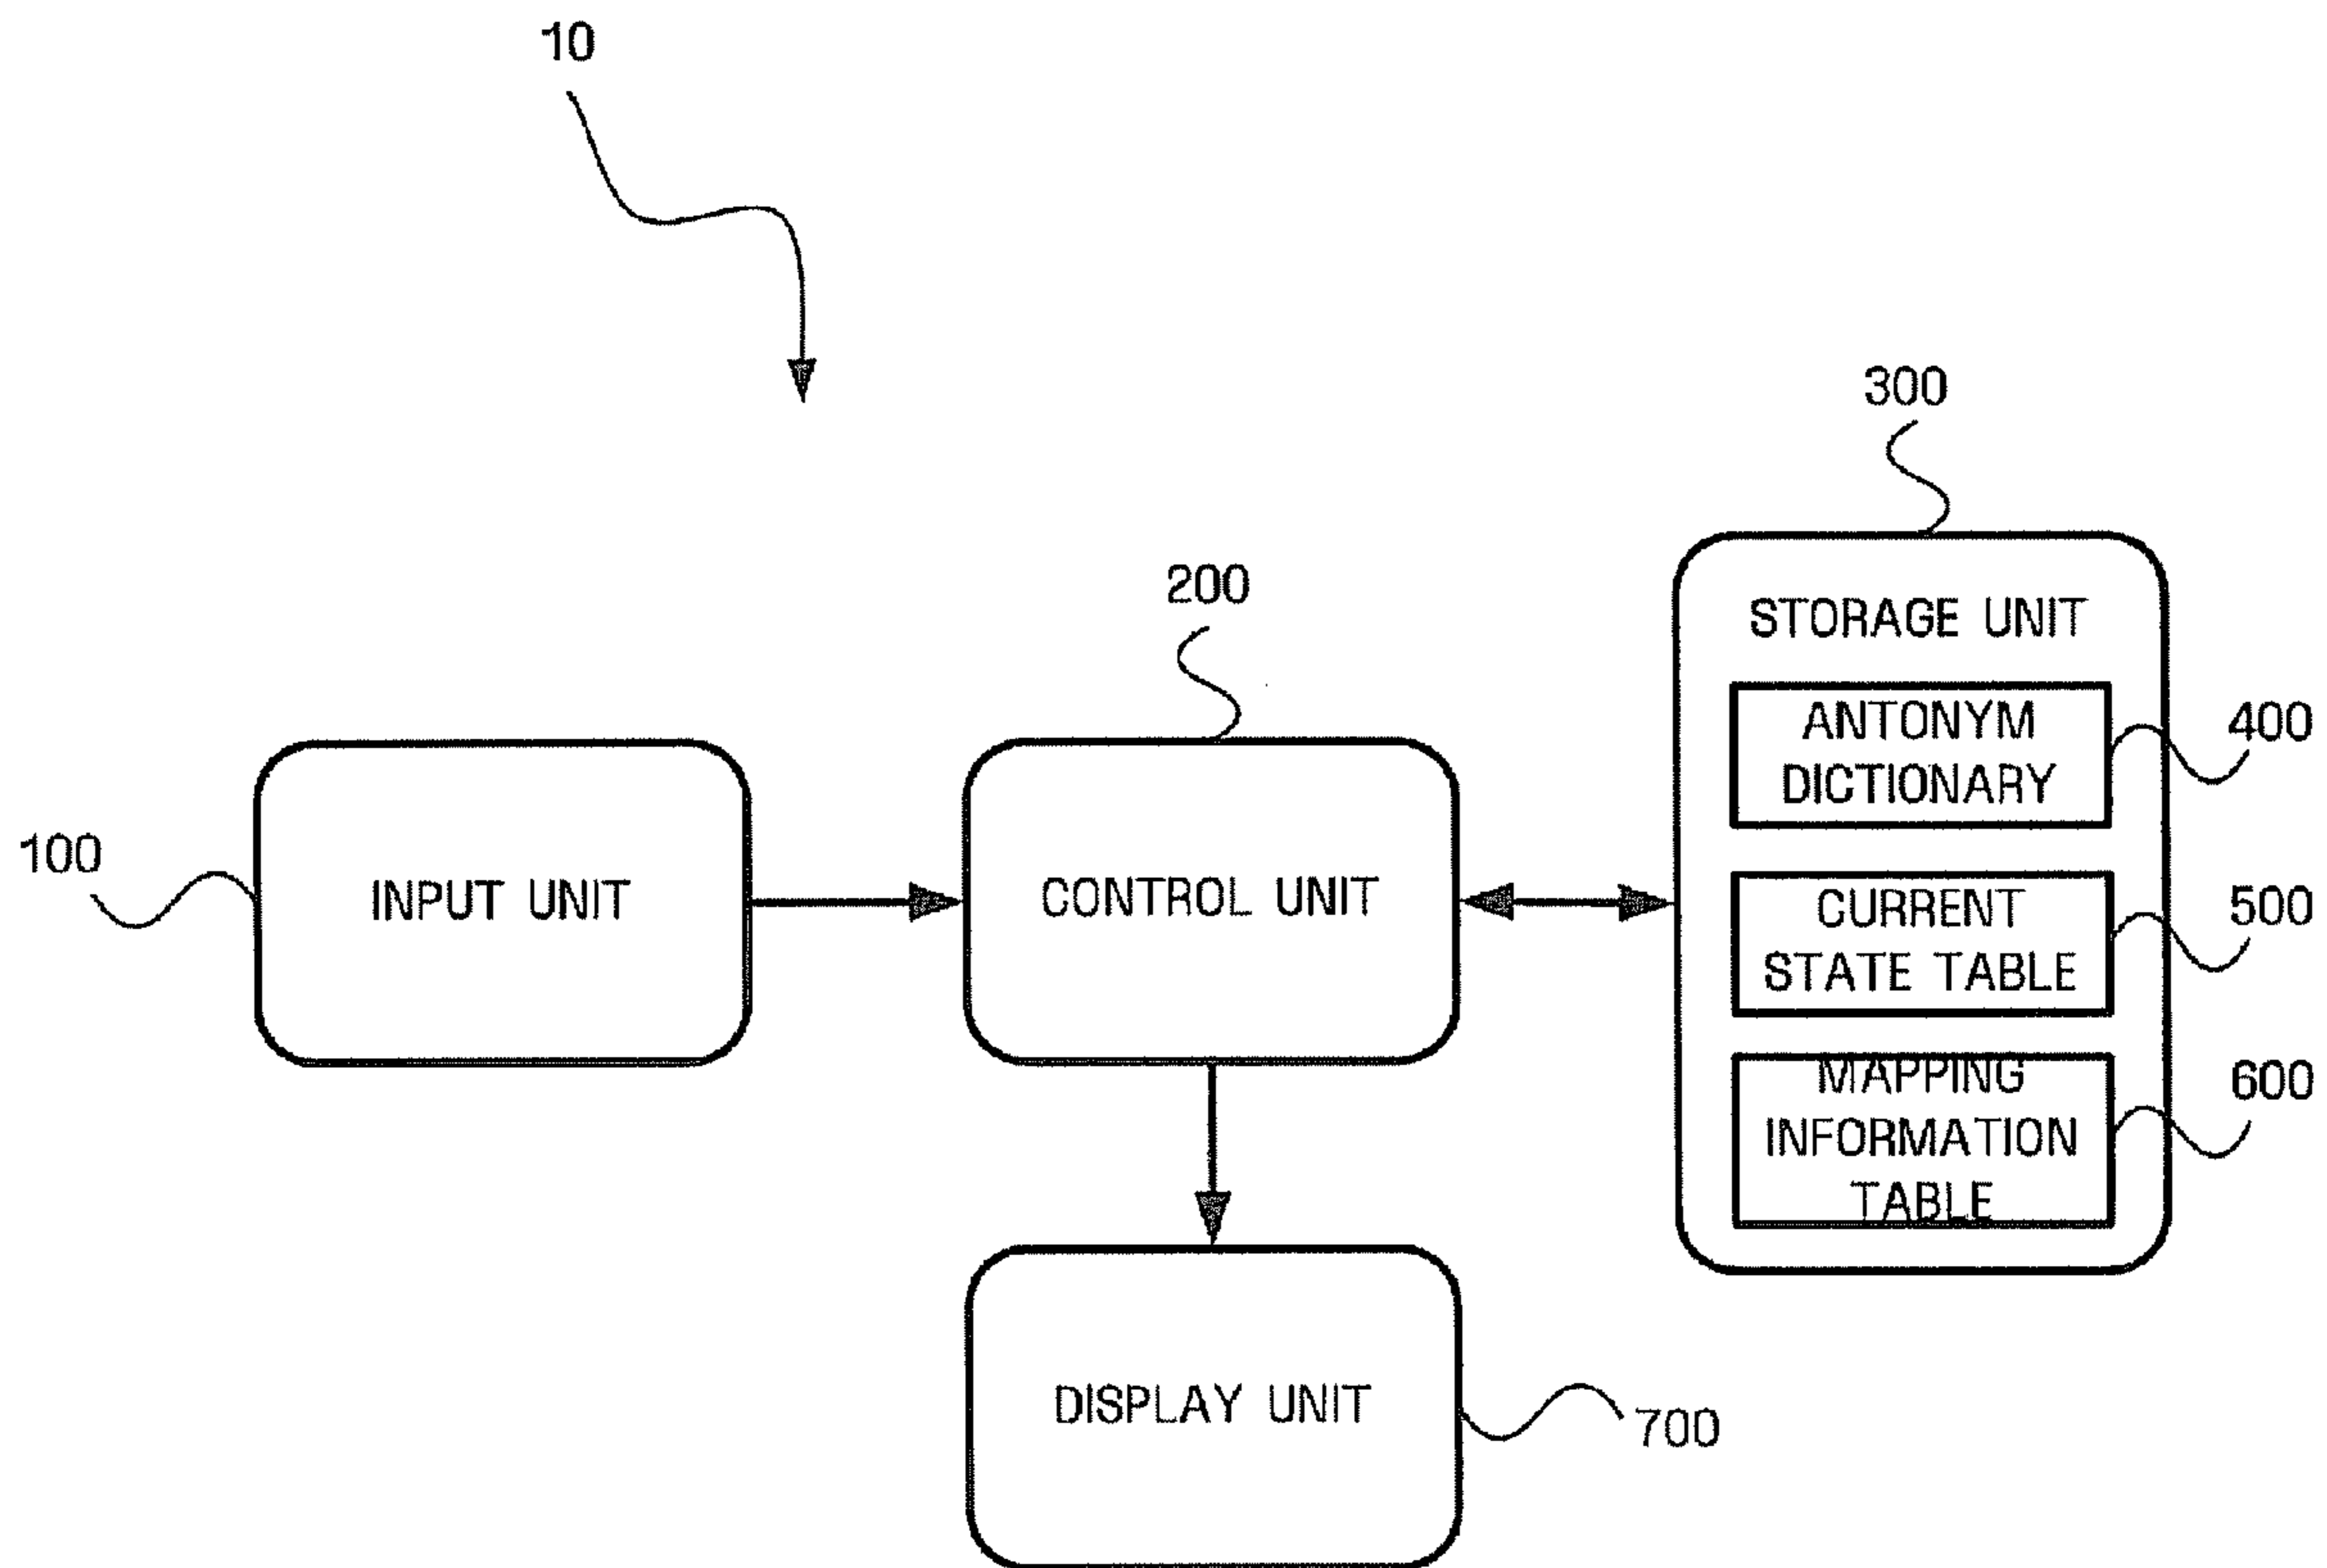 10
300
200
STORAGE UNIT
ANTONYM
DICTIONARY
400
100
INPUT UNIT
CONTROL UNIT
CURRENT
STATE TABLE
500
MAPPING
INFORMATION
TABLE
600
DISPLAY UNIT
700